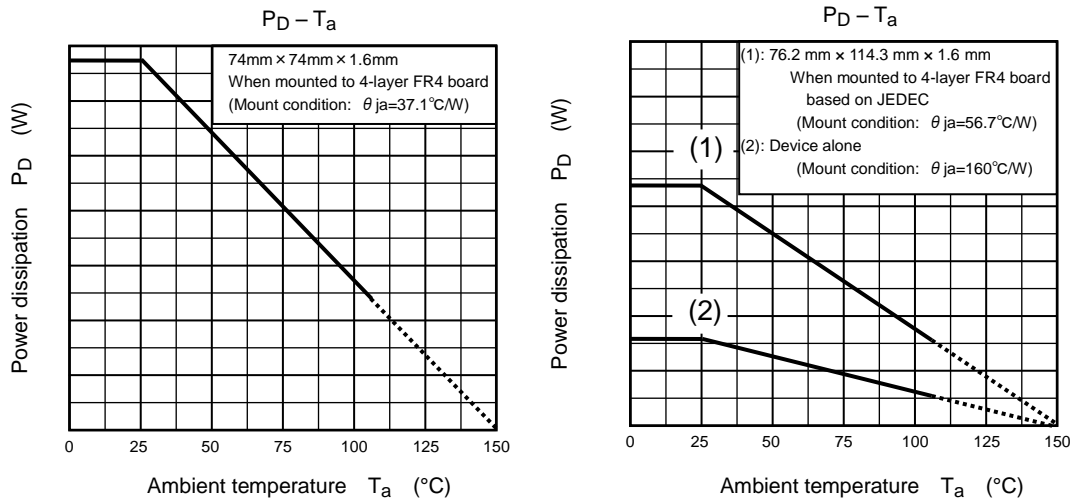 P_D – T_a
74mm×74mm×1.6mm
When mounted to 4-layer FR4 board
(Mount condition: θ ja=37.1°C/W)
Power dissipation P_D (W)
0 25 50 75 100 125 150
Ambient temperature T_a (°C)
P_D – T_a
(1): 76.2 mm × 114.3 mm × 1.6 mm
When mounted to 4-layer FR4 board
based on JEDEC
(Mount condition: θ ja=56.7°C/W)
(2): Device alone
(Mount condition: θ ja=160°C/W)
(1)
(2)
Power dissipation P_D (W)
0 25 50 75 100 125 150
Ambient temperature T_a (°C)